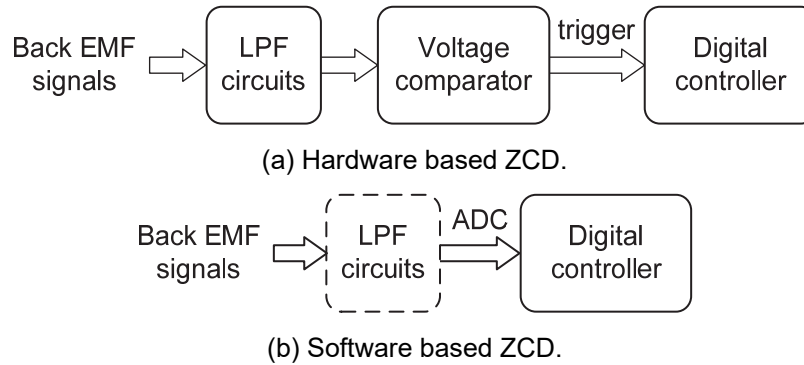 Back EMF
signals
LPF
circuits
Voltage
comparator
trigger
Digital
controller
(a) Hardware based ZCD.
Back EMF
signals
LPF
circuits
ADC
Digital
controller
(b) Software based ZCD.